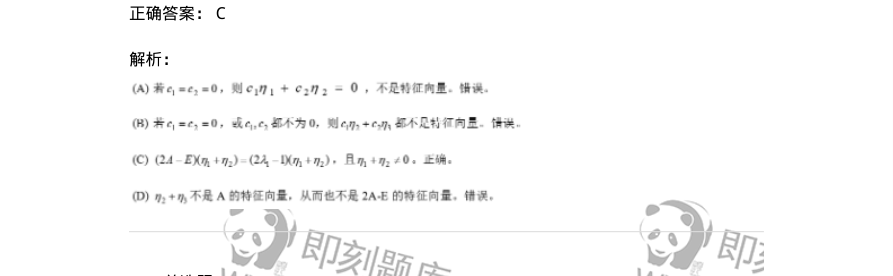 正确答案： C
解析：
(A) 若 c₁ = c₂ = 0，则 c₁η₁ + c₂η₂ = 0，不是特征向量。错误。
(B) 若 c₁ = c₂ = 0，或 c₁, c₂ 都不为 0，则 c₁η₂ + c₂η₃ 都不是特征向量。错误。
(C) (2A − E)(η₁ + η₂) = (2λ₁ − 1)(η₁ + η₂)，且 η₁ + η₂ ≠ 0。正确。
(D) η₂ + η₃ 不是 A 的特征向量，从而也不是 2A-E 的特征向量。错误。
即刻题库
即刻